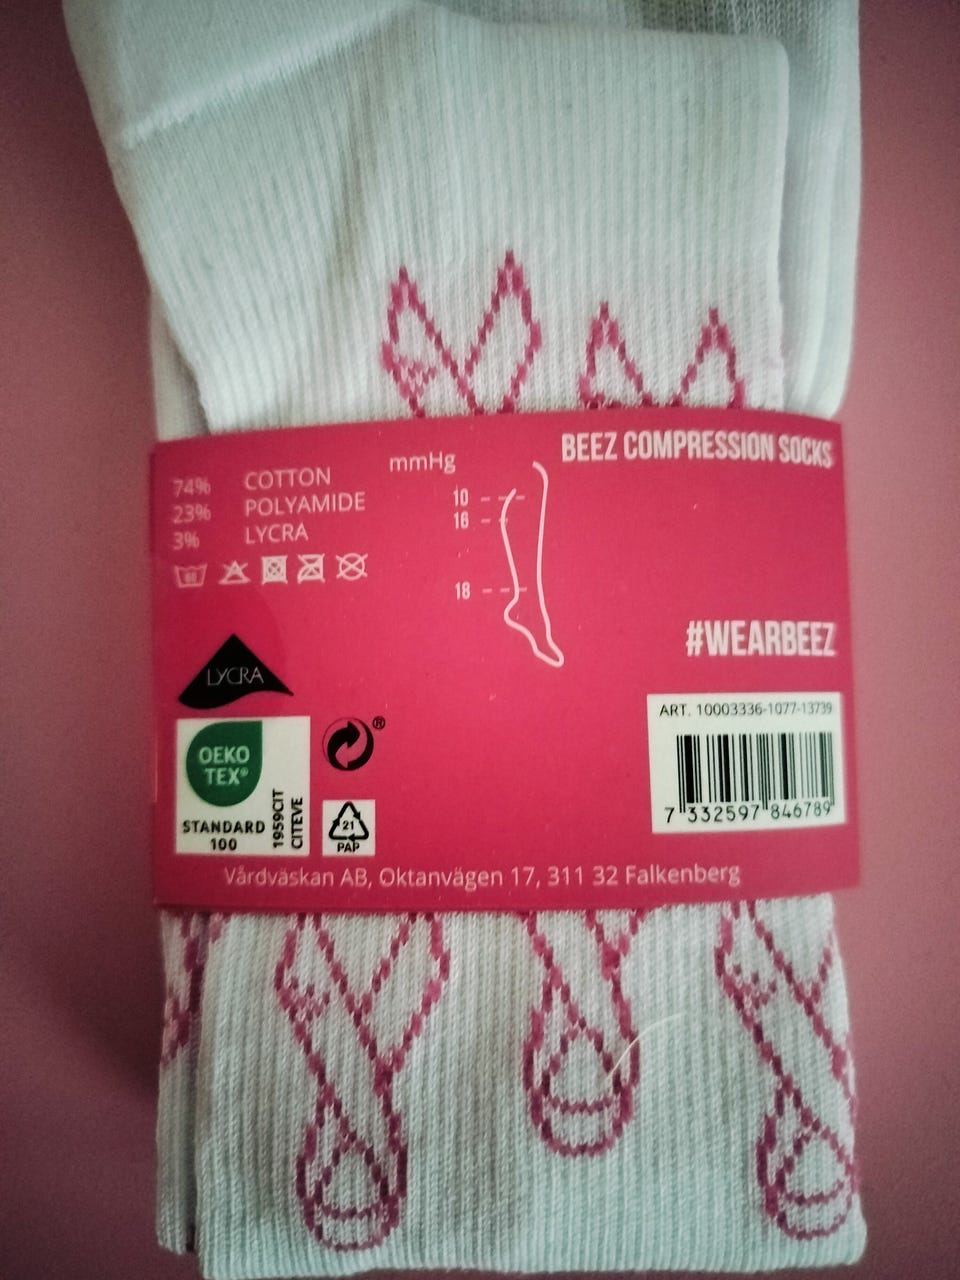 BEEZ COMPRESSION SOCKS
74% COTTON
23% POLYAMIDE
3% LYCRA
mmHg
10
16
18
LYCRA
#WEARBEEZ
ART. 10003336-1077-13739
7 332597 846789
OEKO
TEX®
STANDARD
100
1959CIT
CITEVE
®
21
PAP
Vårdväskan AB, Oktanvägen 17, 311 32 Falkenberg